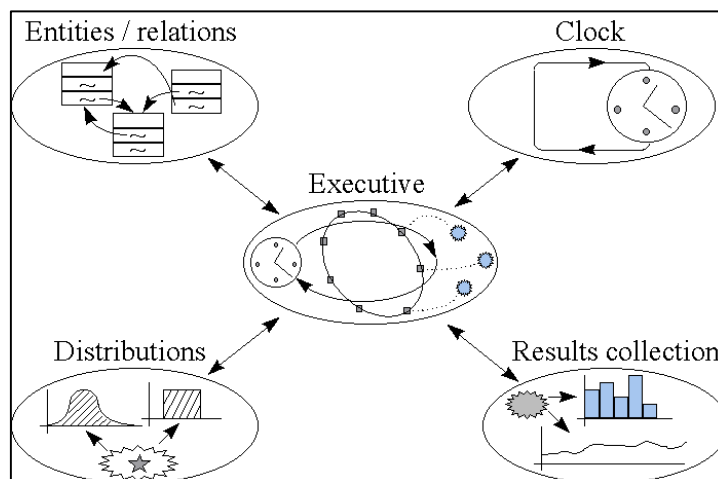 Entities / relations
Clock
Executive
Distributions
Results collection